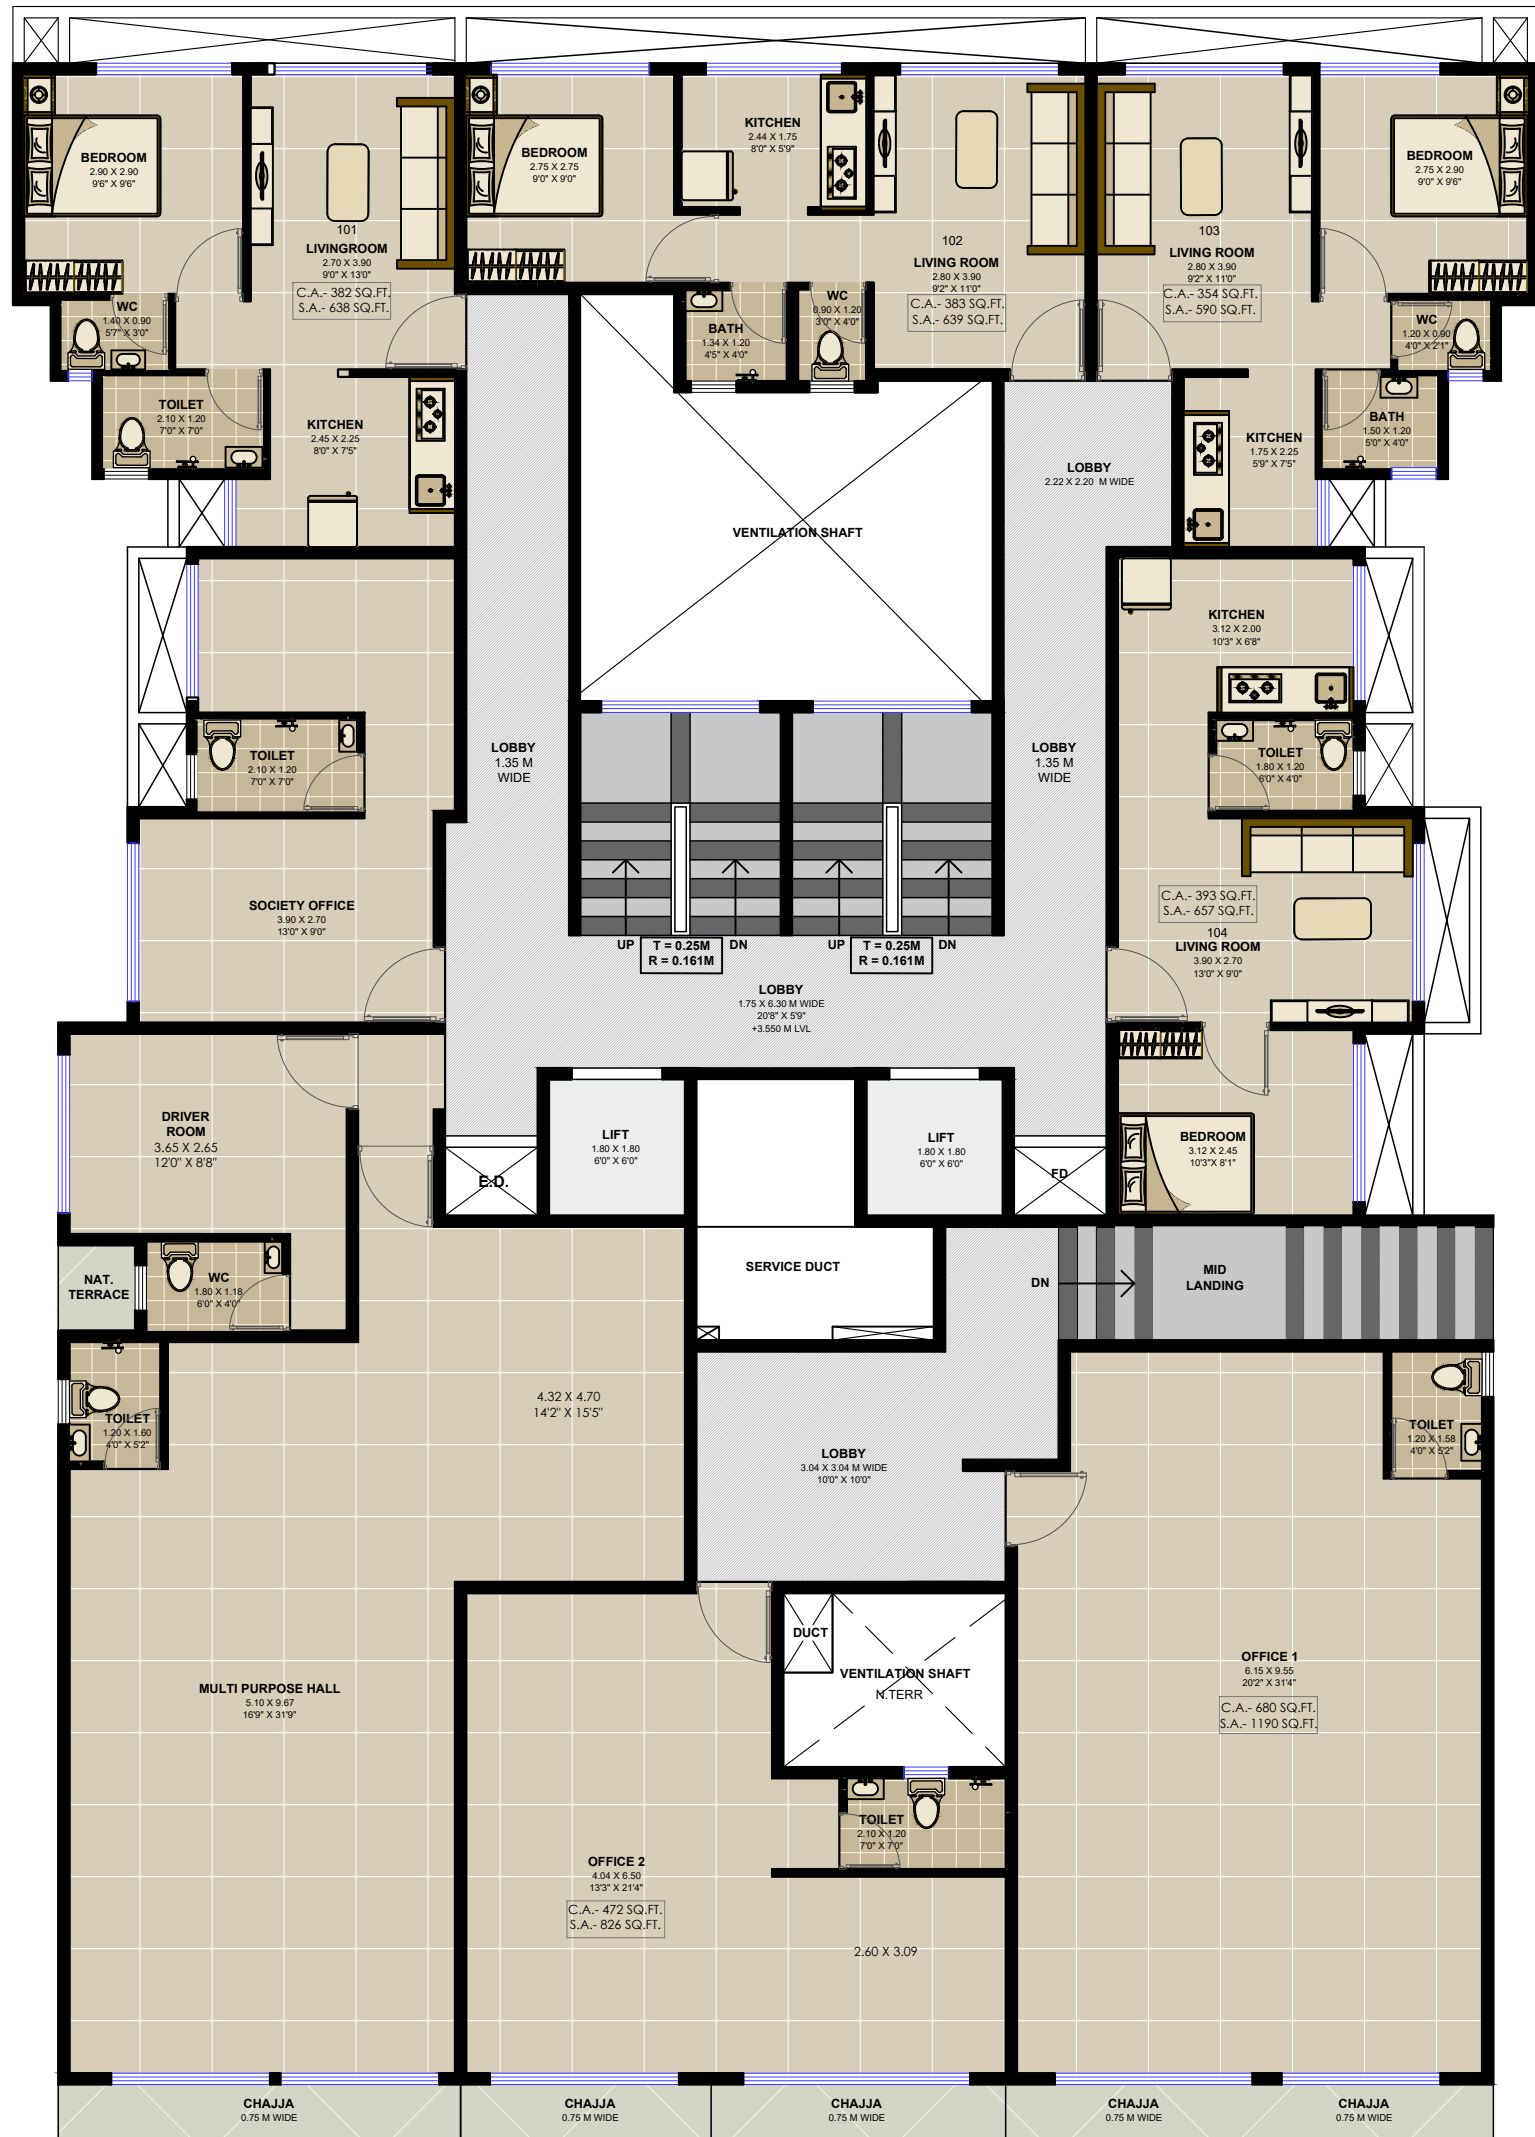 BEDROOM
2.90 X 2.90
9'6" X 9'6"
101
LIVINGROOM
2.70 X 3.90
9'0" X 13'0"
C.A.- 382 SQ.FT.
S.A.- 638 SQ.FT.
WC
1.40 X 0.90
5'7" X 3'0"
TOILET
2.10 X 1.20
7'0" X 7'0"
KITCHEN
2.45 X 2.25
8'0" X 7'5"
BEDROOM
2.75 X 2.75
9'0" X 9'0"
KITCHEN
2.44 X 1.75
8'0" X 5'9"
102
LIVING ROOM
2.80 X 3.90
9'2" X 11'0"
C.A.- 383 SQ.FT.
S.A.- 639 SQ.FT.
BATH
1.34 X 1.20
4'5" X 4'0"
WC
0.90 X 1.20
3'0" X 4'0"
103
LIVING ROOM
2.80 X 3.90
9'2" X 11'0"
C.A.- 354 SQ.FT.
S.A.- 590 SQ.FT.
BEDROOM
2.75 X 2.90
9'0" X 9'6"
WC
1.20 X 0.90
4'0" X 2'1"
BATH
1.50 X 1.20
5'0" X 4'0"
KITCHEN
1.75 X 2.25
5'9" X 7'5"
LOBBY
2.22 X 2.20 M WIDE
VENTILATION SHAFT
KITCHEN
3.12 X 2.00
10'3" X 6'8"
TOILET
2.10 X 1.20
7'0" X 7'0"
LOBBY
1.35 M
WIDE
LOBBY
1.35 M
WIDE
TOILET
1.80 X 1.20
6'0" X 4'0"
SOCIETY OFFICE
3.90 X 2.70
13'0" X 9'0"
UP
T = 0.25M
R = 0.161M
DN
UP
T = 0.25M
R = 0.161M
DN
C.A.- 393 SQ.FT.
S.A.- 657 SQ.FT.
104
LIVING ROOM
3.90 X 2.70
13'0" X 9'0"
LOBBY
1.75 X 6.30 M WIDE
20'8" X 5'9"
+3.550 M LVL
DRIVER
ROOM
3.65 X 2.65
12'0" X 8'8"
E.D.
LIFT
1.80 X 1.80
6'0" X 6'0"
LIFT
1.80 X 1.80
6'0" X 6'0"
FD
BEDROOM
3.12 X 2.45
10'3"X 8'1"
NAT.
TERRACE
WC
1.80 X 1.18
6'0" X 4'0"
SERVICE DUCT
DN
MID
LANDING
TOILET
1.20 X 1.60
4'0" X 5'2"
4.32 X 4.70
14'2" X 15'5"
LOBBY
3.04 X 3.04 M WIDE
10'0" X 10'0"
TOILET
1.20 X 1.58
4'0" X 5'2"
DUCT
VENTILATION SHAFT
N.TERR
OFFICE 1
6.15 X 9.55
20'2" X 31'4"
C.A.- 680 SQ.FT.
S.A.- 1190 SQ.FT.
MULTI PURPOSE HALL
5.10 X 9.67
16'9" X 31'9"
TOILET
2.10 X 1.20
7'0" X 7'0"
OFFICE 2
4.04 X 6.50
13'3" X 21'4"
C.A.- 472 SQ.FT.
S.A.- 826 SQ.FT.
2.60 X 3.09
CHAJJA
0.75 M WIDE
CHAJJA
0.75 M WIDE
CHAJJA
0.75 M WIDE
CHAJJA
0.75 M WIDE
CHAJJA
0.75 M WIDE